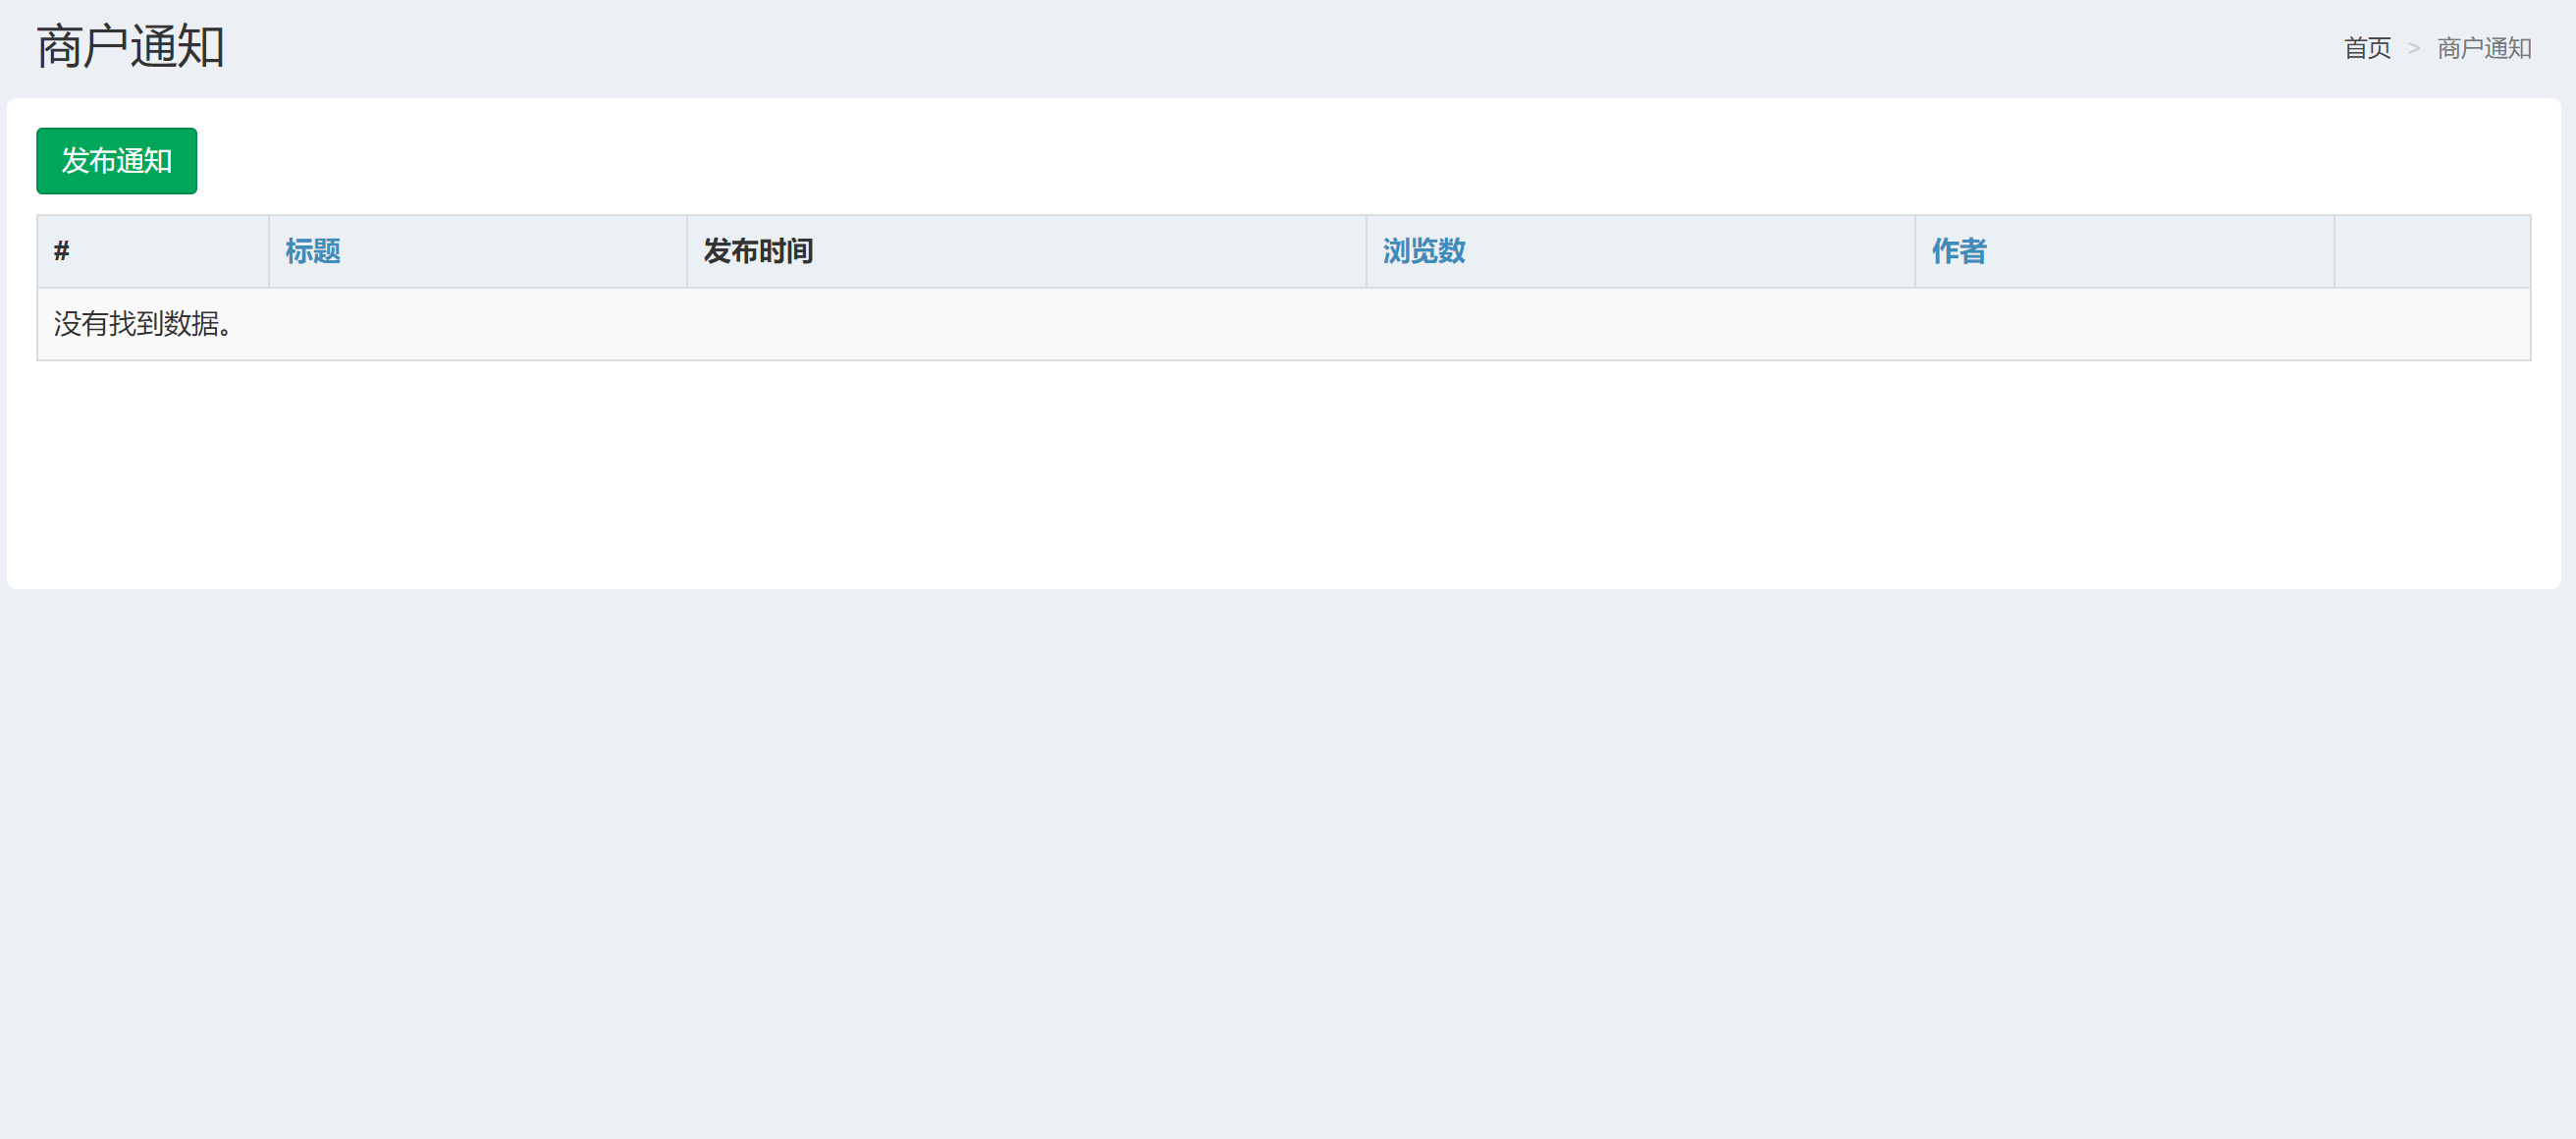 商户通知
首页 > 商户通知
发布通知
# 标题 发布时间 浏览数 作者
没有找到数据。